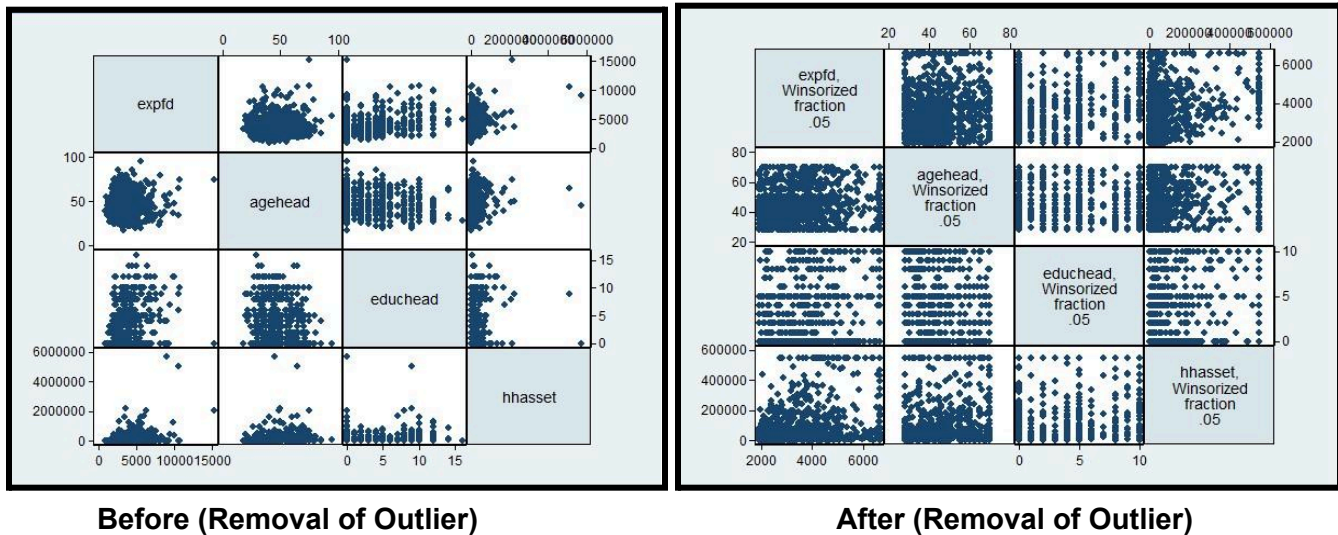 0 50 100 0 2000000 4000000 6000000
expfd
15000
10000
5000
0
100
50
0
agehead
educhead
15
10
5
0
6000000
4000000
2000000
0
hhasset
0 5000 10000 15000 0 5 10 15
20 40 60 80 0 200000 400000 600000
expfd,
Winsorized
fraction
.05
6000
4000
2000
80
60
40
20
agehead,
Winsorized
fraction
.05
educhead,
Winsorized
fraction
.05
10
5
0
600000
400000
200000
0
hhasset,
Winsorized
fraction
.05
2000 4000 6000 0 5 10
Before (Removal of Outlier)
After (Removal of Outlier)